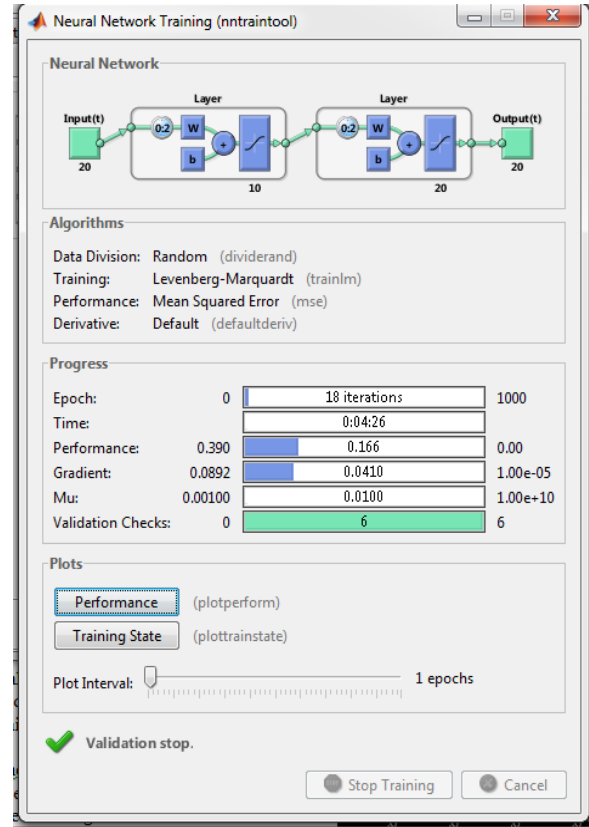 Neural Network Training (nntraintool)
Neural Network
Layer Layer
Input(t) Output(t)
0:2 W 0:2 W
+ +
b b
20 20
10 20
Algorithms
Data Division: Random (dividerand)
Training: Levenberg-Marquardt (trainlm)
Performance: Mean Squared Error (mse)
Derivative: Default (defaultderiv)
Progress
Epoch: 0 18 iterations 1000
Time: 0:04:26
Performance: 0.390 0.166 0.00
Gradient: 0.0892 0.0410 1.00e-05
Mu: 0.00100 0.0100 1.00e+10
Validation Checks: 0 6 6
Plots
Performance (plotperform)
Training State (plottrainstate)
Plot Interval: 1 epochs
Validation stop.
Stop Training Cancel